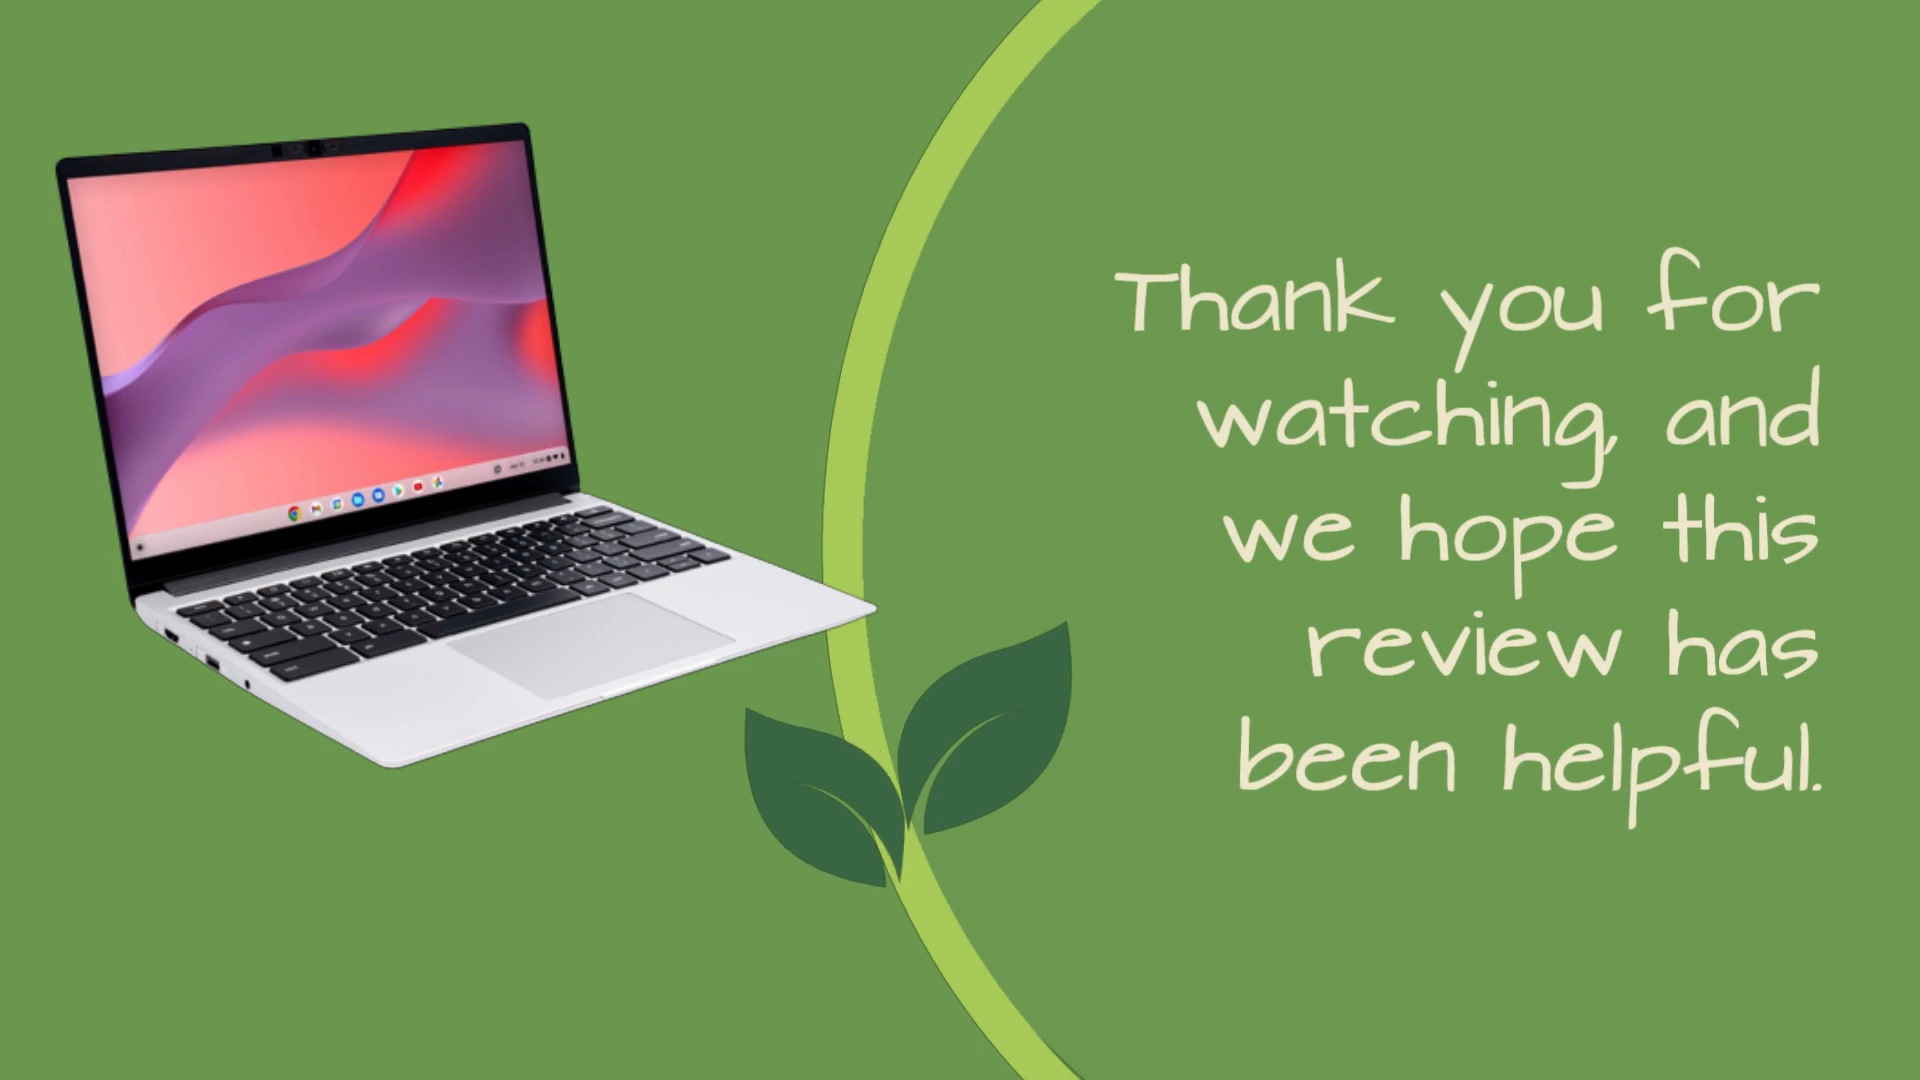 Thank you for
watching, and
we hope this
review has
been helpful.